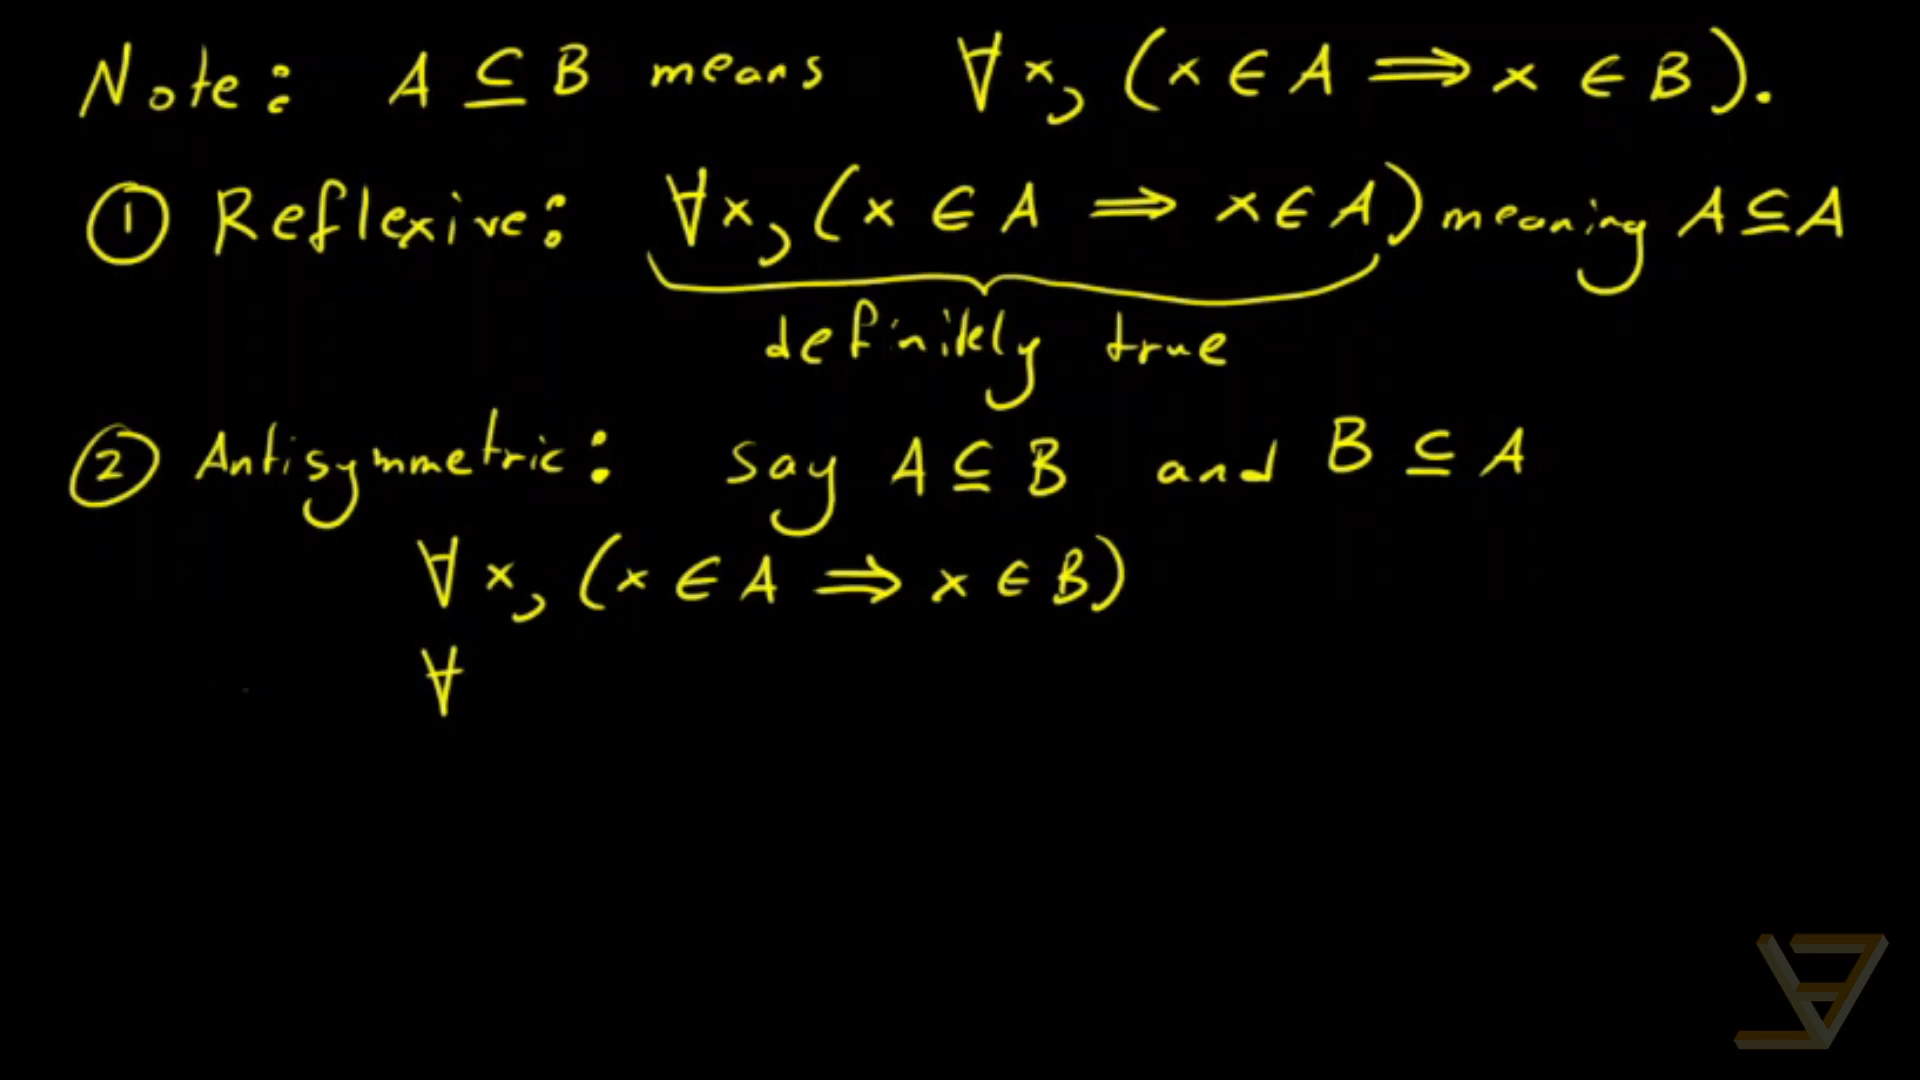 Note: A ⊆ B means ∀x, (x ∈ A ⟹ x ∈ B).
① Reflexive: ∀x, (x ∈ A ⟹ x ∈ A) meaning A ⊆ A
definitely true
② Antisymmetric: say A ⊆ B and B ⊆ A
∀x, (x ∈ A ⟹ x ∈ B)
∀